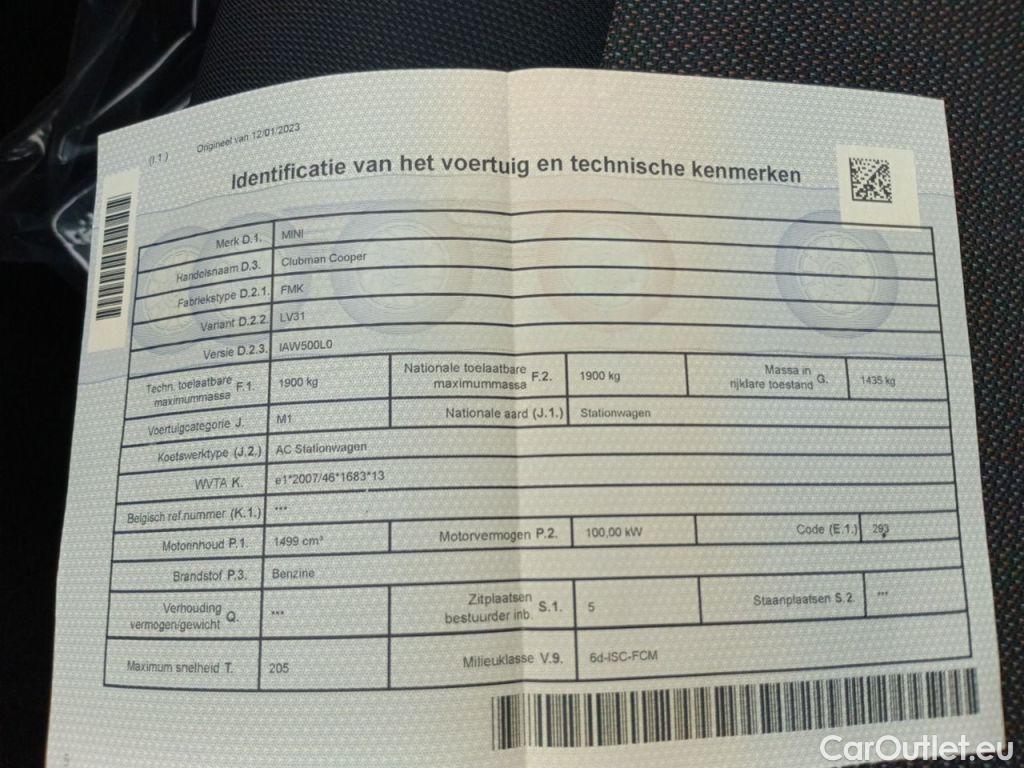 (I.1)
Origineel van 12/01/2023
Identificatie van het voertuig en technische kenmerken
Merk D.1. MINI
Handelsnaam D.3. Clubman Cooper
Fabriekstype D.2.1. FMK
Variant D.2.2. LV31
Versie D.2.3. IAW500L0
Techn. toelaatbare maximummassa F.1. 1900 kg Nationale toelaatbare maximummassa F.2. 1900 kg Massa in rijklare toestand G. 1435 kg
Voertuigcategorie J. M1 Nationale aard (J.1.) Stationwagen
Koetswerktype (J.2.) AC Stationwagen
WVTA K. e1*2007/46*1683*13
Belgisch ref.nummer (K.1.) ***
Motorinhoud P.1. 1499 cm³ Motorvermogen P.2. 100,00 kW Code (E.1.) 293
Brandstof P.3. Benzine
Verhouding vermogen/gewicht Q. *** Zitplaatsen bestuurder inb. S.1. 5 Staanplaatsen S.2. ***
Maximum snelheid T. 205 Milieuklasse V.9. 6d-ISC-FCM
CarOutlet.eu